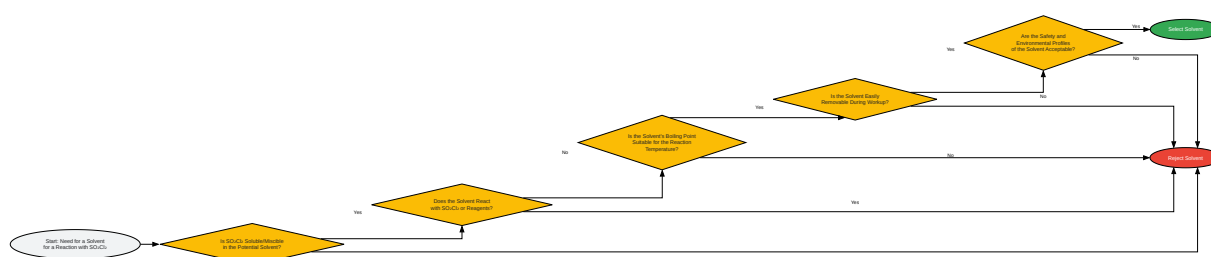 Start: Need for a Solvent
for a Reaction with SO₂Cl₂
Is SO₂Cl₂ Soluble/Miscible
in the Potential Solvent?
Yes
Does the Solvent React
with SO₂Cl₂ or Reagents?
Yes
No
Is the Solvent's Boiling Point
Suitable for the Reaction
Temperature?
No
Yes
Is the Solvent Easily
Removable During Workup?
No
Yes
Are the Safety and
Environmental Profiles
of the Solvent Acceptable?
Yes
No
Select Solvent
Reject Solvent